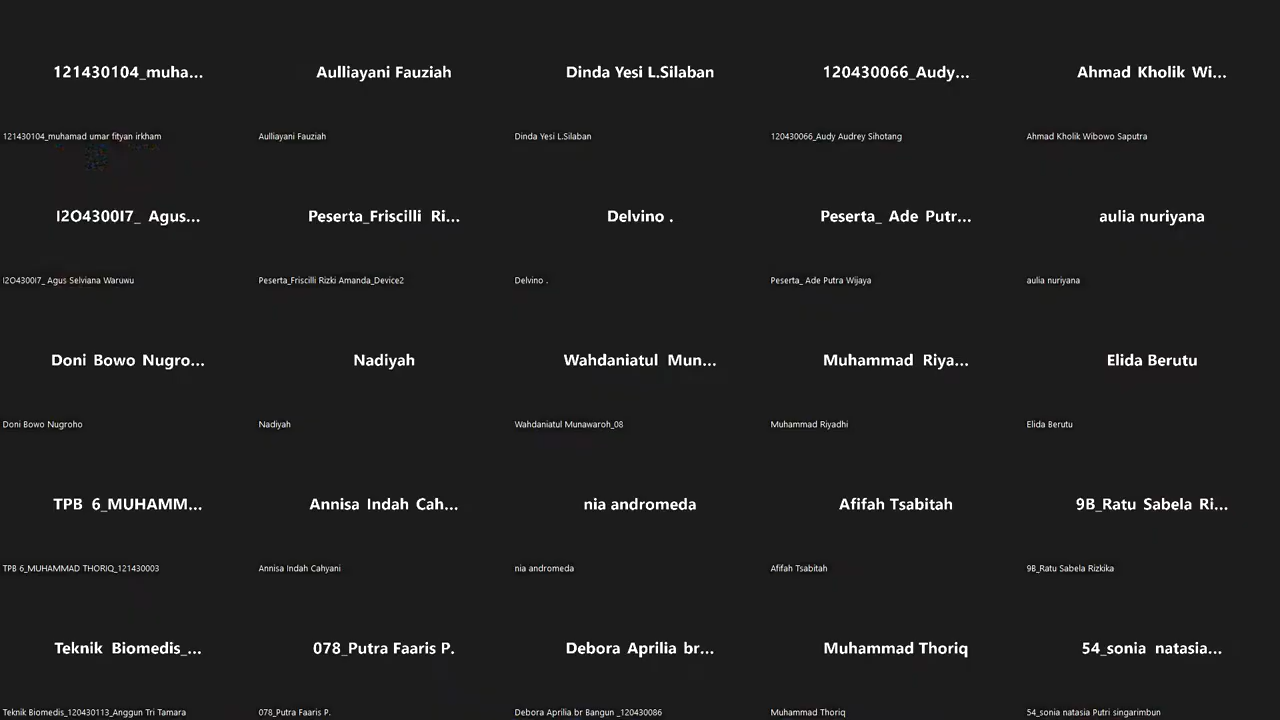 121430104_muha... Aulliayani Fauziah Dinda Yesi L.Silaban 120430066_Audy... Ahmad Kholik Wi...
121430104_muhamad umar fityan irkham Aulliayani Fauziah Dinda Yesi L.Silaban 120430066_Audy Audrey Sihotang Ahmad Kholik Wibowo Saputra
I2O4300I7_ Agus... Peserta_Friscilli Ri... Delvino . Peserta_ Ade Putr... aulia nuriyana
I2O4300I7_ Agus Selviana Waruwu Peserta_Friscilli Rizki Amanda_Device2 Delvino . Peserta_ Ade Putra Wijaya aulia nuriyana
Doni Bowo Nugro... Nadiyah Wahdaniatul Mun... Muhammad Riya... Elida Berutu
Doni Bowo Nugroho Nadiyah Wahdaniatul Munawaroh_08 Muhammad Riyadhi Elida Berutu
TPB 6_MUHAMM... Annisa Indah Cah... nia andromeda Afifah Tsabitah 9B_Ratu Sabela Ri...
TPB 6_MUHAMMAD THORIQ_121430003 Annisa Indah Cahyani nia andromeda Afifah Tsabitah 9B_Ratu Sabela Rizkika
Teknik Biomedis_... 078_Putra Faaris P. Debora Aprilia br... Muhammad Thoriq 54_sonia natasia...
Teknik Biomedis_120430113_Anggun Tri Tamara 078_Putra Faaris P. Debora Aprilia br Bangun _120430086 Muhammad Thoriq 54_sonia natasia Putri singarimbun